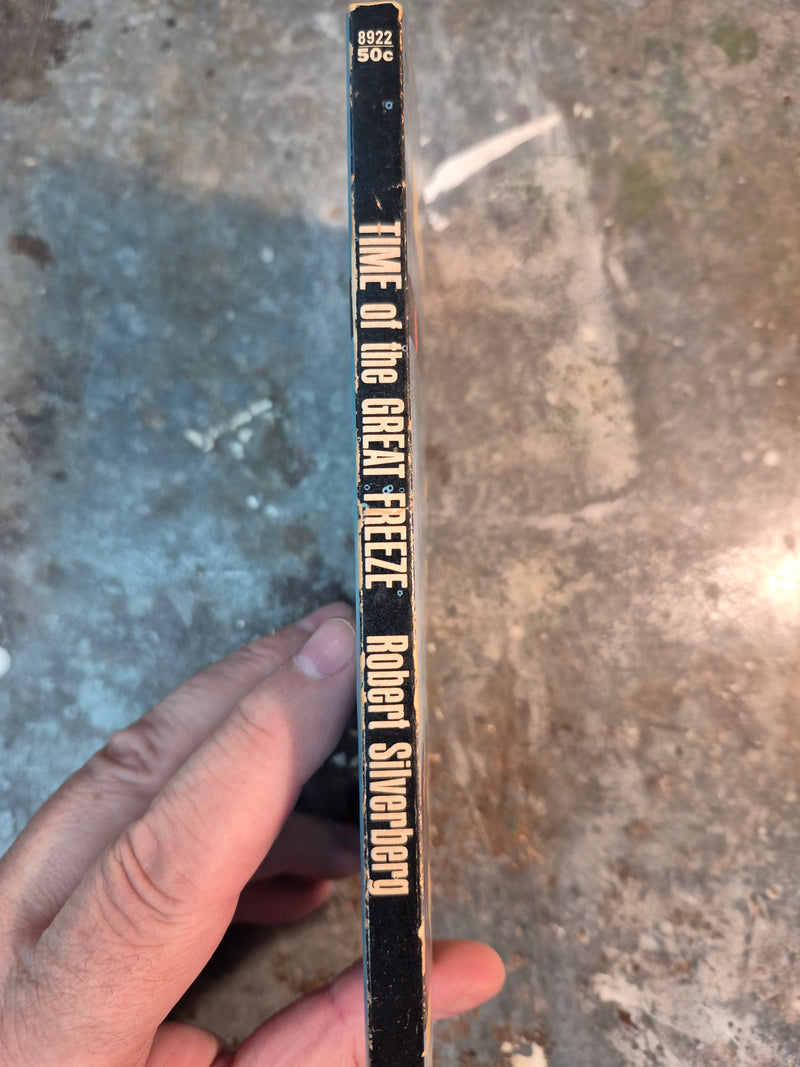 8922
50c
TIME of the GREAT FREEZE Robert Silverberg